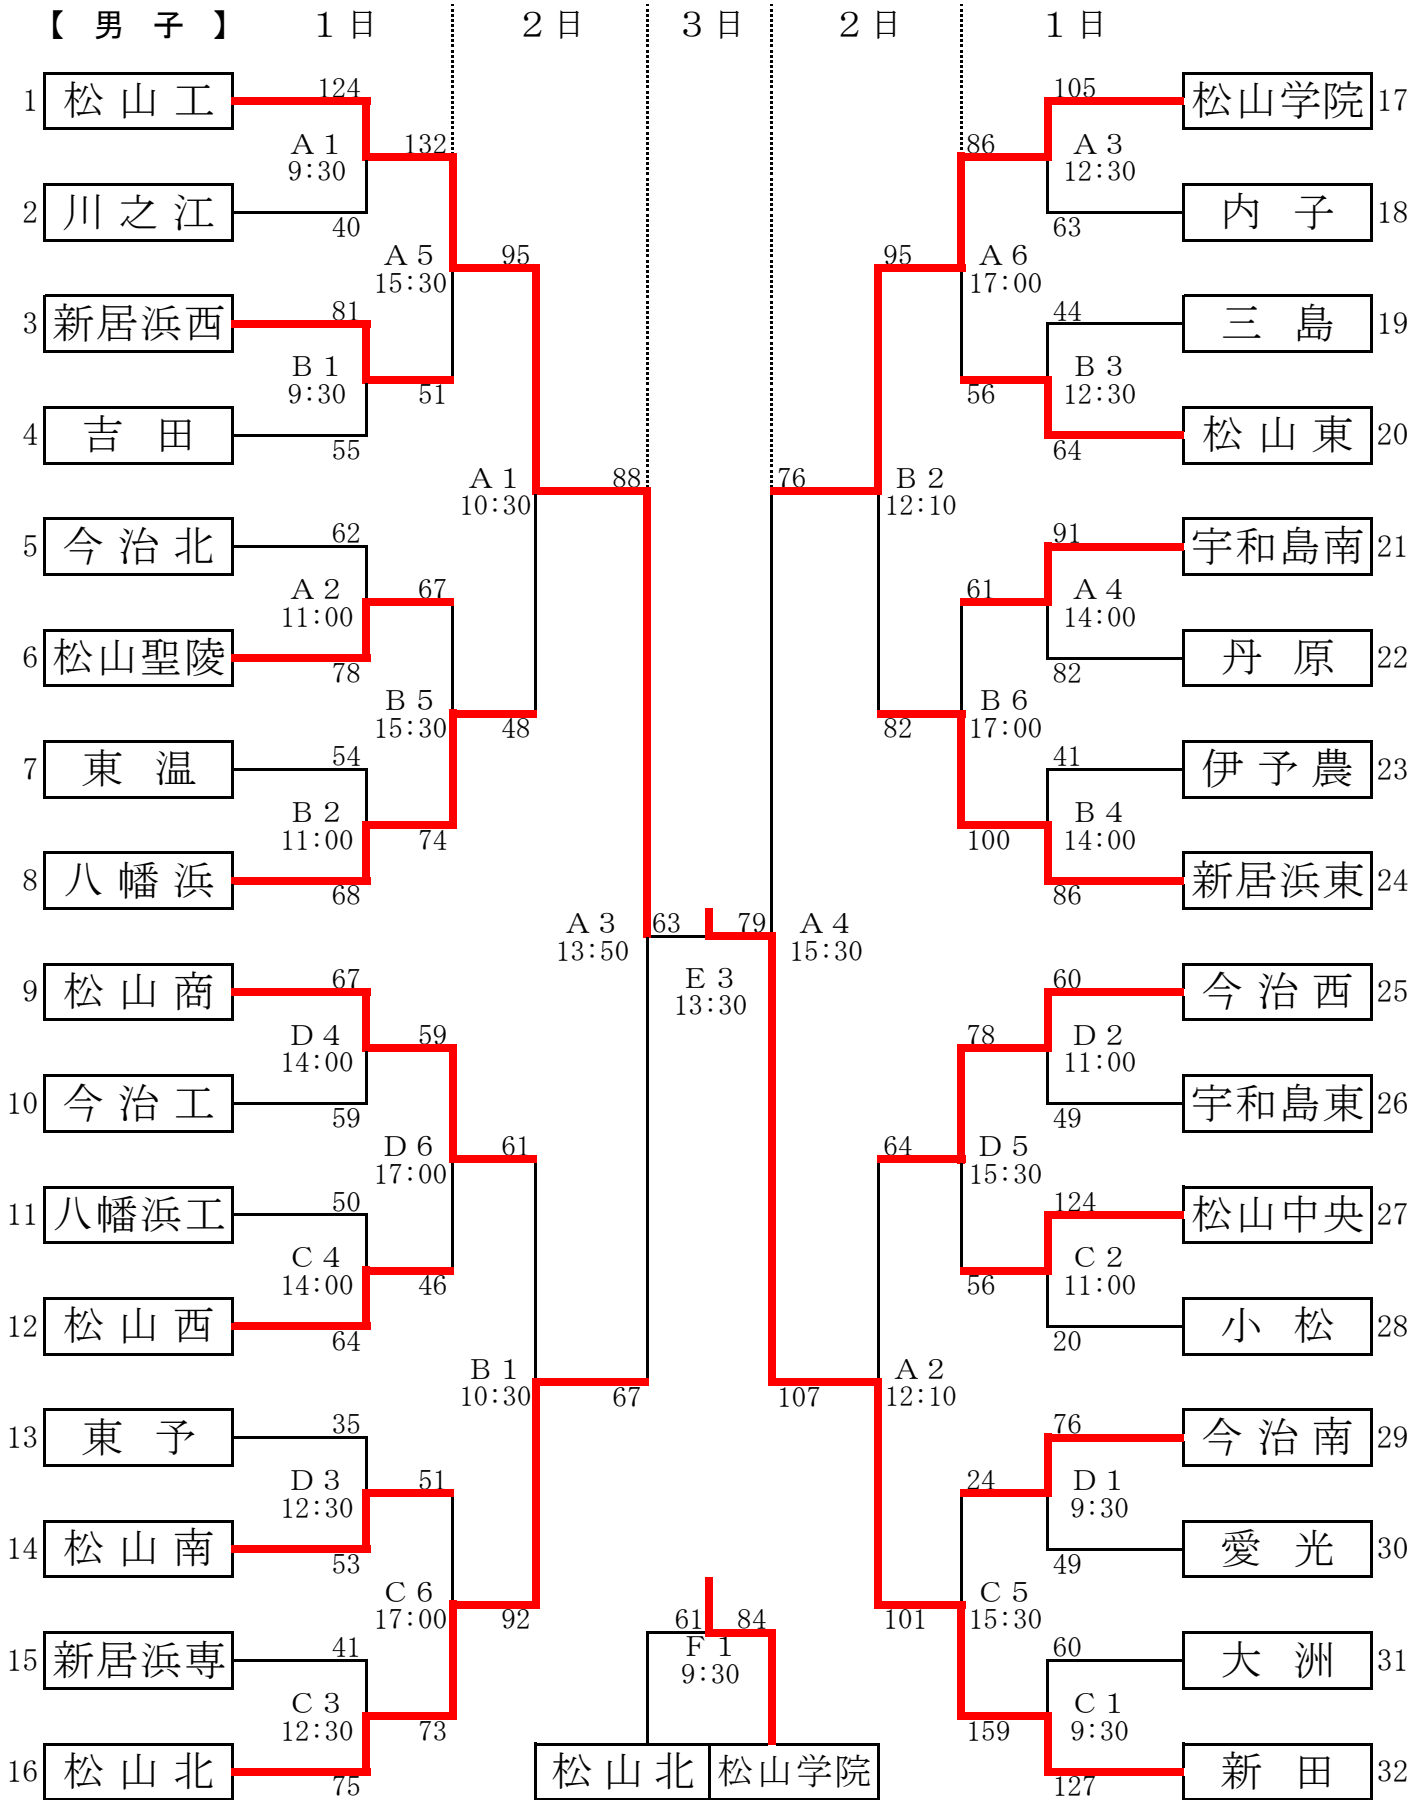 【 男 子 】 １日 ２日 ３日 ２日 １日
124 105
1 松山工 松山学院 17
132 86
Ａ１ Ａ３
9:30 12:30
2 川之江 内子 18
40 63
Ａ５ 95 95 Ａ６
15:30 17:00
81 44
3 新居浜西 三島 19
Ｂ１ Ｂ３
9:30 51 56 12:30
4 吉田 松山東 20
55 64
Ａ１ 88 76 Ｂ２
10:30 12:10
62 91
5 今治北 宇和島南 21
Ａ２ 67 61 Ａ４
11:00 14:00
6 松山聖陵 丹原 22
78 82
Ｂ５ Ｂ６
15:30 48 82 17:00
54 41
7 東温 伊予農 23
Ｂ２ Ｂ４
11:00 74 100 14:00
8 八幡浜 新居浜東 24
68 86
Ａ３ 63 79 Ａ４
13:50 15:30
67 Ｅ３ 60
9 松山商 13:30 今治西 25
Ｄ４ 59 78 Ｄ２
14:00 11:00
10 今治工 宇和島東 26
59 49
Ｄ６ 61 64 Ｄ５
17:00 15:30
50 124
11 八幡浜工 松山中央 27
Ｃ４ Ｃ２
14:00 46 56 11:00
12 松山西 小松 28
64 20
Ｂ１ Ａ２
10:30 67 107 12:10
35 76
13 東予 今治南 29
Ｄ３ 51 24 Ｄ１
12:30 9:30
14 松山南 愛光 30
53 49
Ｃ６ Ｃ５
17:00 92 61 84 101 15:30
41 Ｆ１ 60
15 新居浜専 9:30 大洲 31
Ｃ３ Ｃ１
12:30 73 159 9:30
16 松山北 松山北 松山学院 新田 32
75 127